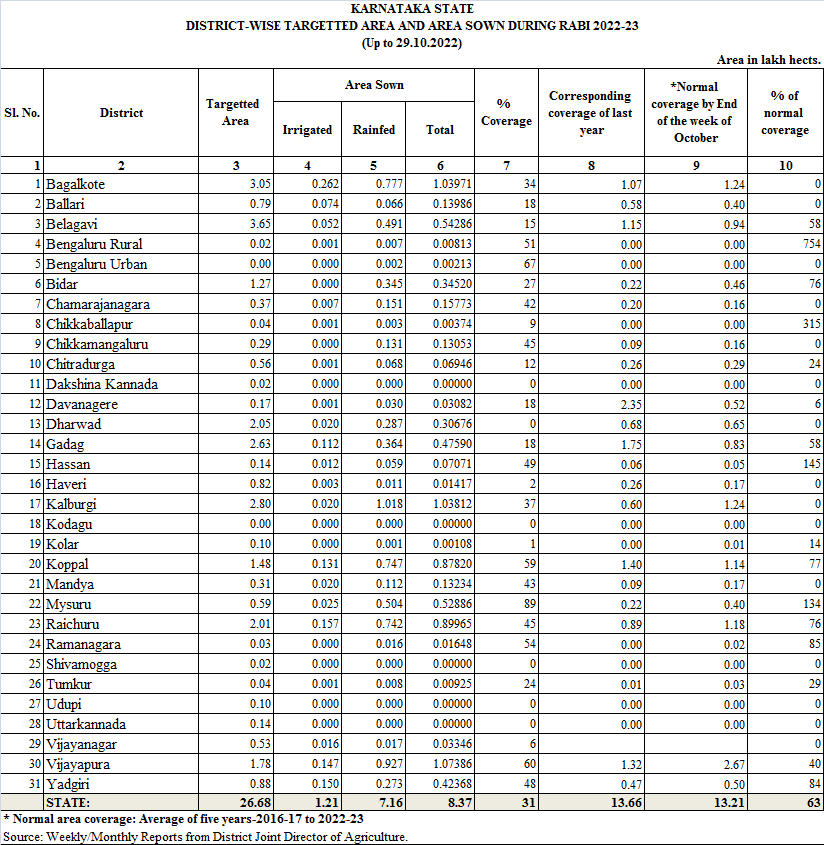 KARNATAKA STATE
DISTRICT-WISE TARGETTED AREA AND AREA SOWN DURING RABI 2022-23
(Up to 29.10.2022)
Area in lakh hects.
Sl. No. District Targetted Area Area Sown % Coverage Corresponding coverage of last year *Normal coverage by End of the week of October % of normal coverage
Irrigated Rainfed Total
1 2 3 4 5 6 7 8 9 10
1 Bagalkote 3.05 0.262 0.777 1.03971 34 1.07 1.24 0
2 Ballari 0.79 0.074 0.066 0.13986 18 0.58 0.40 0
3 Belagavi 3.65 0.052 0.491 0.54286 15 1.15 0.94 58
4 Bengaluru Rural 0.02 0.001 0.007 0.00813 51 0.00 0.00 754
5 Bengaluru Urban 0.00 0.000 0.002 0.00213 67 0.00 0.00 0
6 Bidar 1.27 0.000 0.345 0.34520 27 0.22 0.46 76
7 Chamarajanagara 0.37 0.007 0.151 0.15773 42 0.20 0.16 0
8 Chikkaballapur 0.04 0.001 0.003 0.00374 9 0.00 0.00 315
9 Chikkamangaluru 0.29 0.000 0.131 0.13053 45 0.09 0.16 0
10 Chitradurga 0.56 0.001 0.068 0.06946 12 0.26 0.29 24
11 Dakshina Kannada 0.02 0.000 0.000 0.00000 0 0.00 0.00 0
12 Davanagere 0.17 0.001 0.030 0.03082 18 2.35 0.52 6
13 Dharwad 2.05 0.020 0.287 0.30676 0 0.68 0.65 0
14 Gadag 2.63 0.112 0.364 0.47590 18 1.75 0.83 58
15 Hassan 0.14 0.012 0.059 0.07071 49 0.06 0.05 145
16 Haveri 0.82 0.003 0.011 0.01417 2 0.26 0.17 0
17 Kalburgi 2.80 0.020 1.018 1.03812 37 0.60 1.24 0
18 Kodagu 0.00 0.000 0.000 0.00000 0 0.00 0.00 0
19 Kolar 0.10 0.000 0.001 0.00108 1 0.00 0.01 14
20 Koppal 1.48 0.131 0.747 0.87820 59 1.40 1.14 77
21 Mandya 0.31 0.020 0.112 0.13234 43 0.09 0.17 0
22 Mysuru 0.59 0.025 0.504 0.52886 89 0.22 0.40 134
23 Raichuru 2.01 0.157 0.742 0.89965 45 0.89 1.18 76
24 Ramanagara 0.03 0.000 0.016 0.01648 54 0.00 0.02 85
25 Shivamogga 0.02 0.000 0.000 0.00000 0 0.00 0.00 0
26 Tumkur 0.04 0.001 0.008 0.00925 24 0.01 0.03 29
27 Udupi 0.10 0.000 0.000 0.00000 0 0.00 0.00 0
28 Uttarkannada 0.14 0.000 0.000 0.00000 0 0.00 0.00 0
29 Vijayanagar 0.53 0.016 0.017 0.03346 6 0
30 Vijayapura 1.78 0.147 0.927 1.07386 60 1.32 2.67 40
31 Yadgiri 0.88 0.150 0.273 0.42368 48 0.47 0.50 84
STATE: 26.68 1.21 7.16 8.37 31 13.66 13.21 63
* Normal area coverage: Average of five years-2016-17 to 2022-23
Source: Weekly/Monthly Reports from District Joint Director of Agriculture.